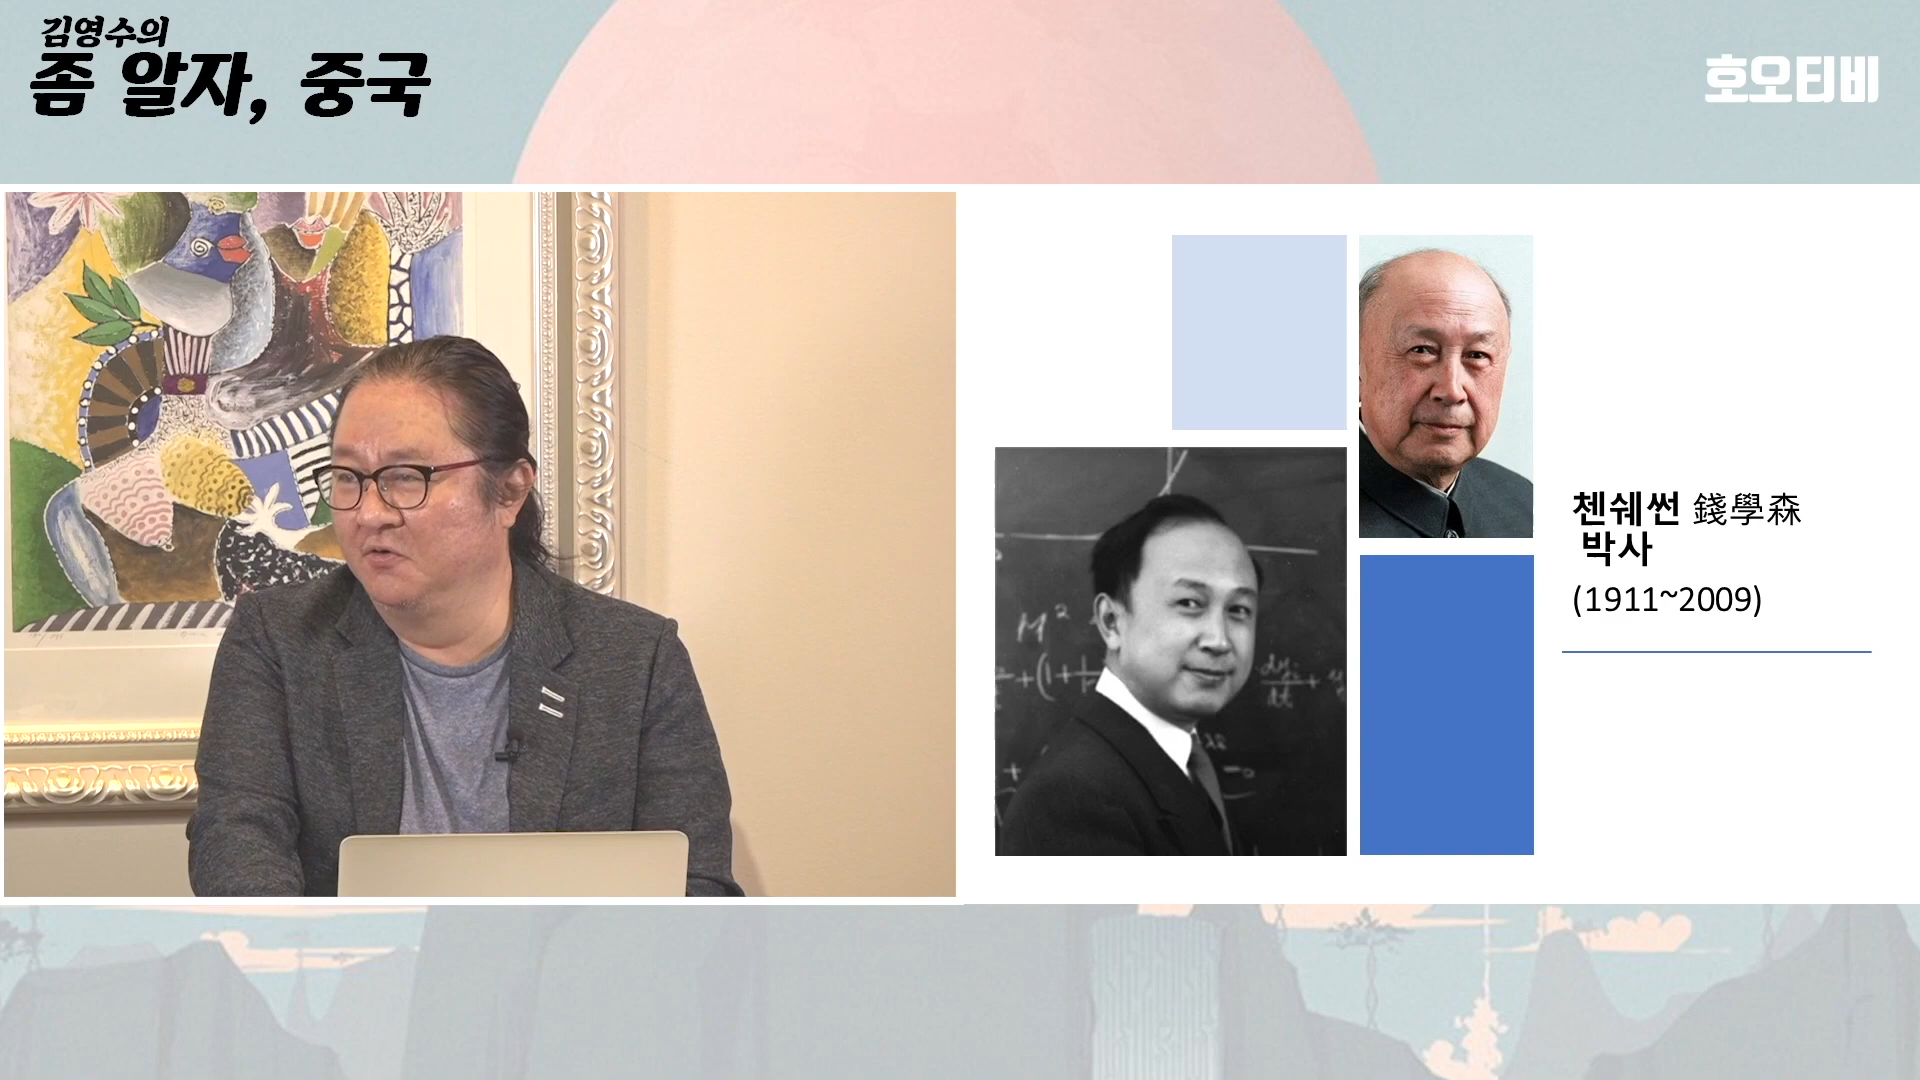 김영수의
좀 알자, 중국
호오티비
M²
첸쉐썬 錢學森
박사
(1911~2009)